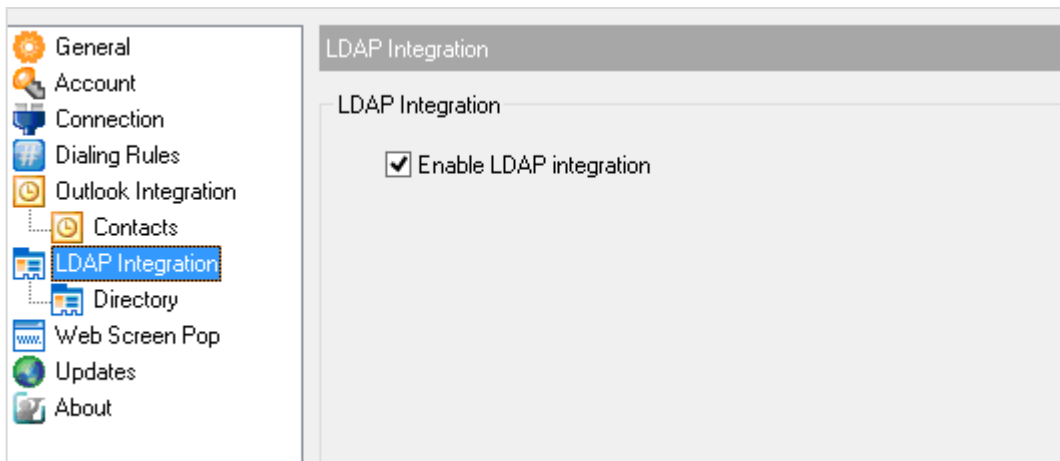 General
Account
Connection
#
Dialing Rules
Outlook Integration
Contacts
LDAP Integration
Directory
www.
Web Screen Pop
Updates
About
LDAP Integration
LDAP Integration
Enable LDAP integration